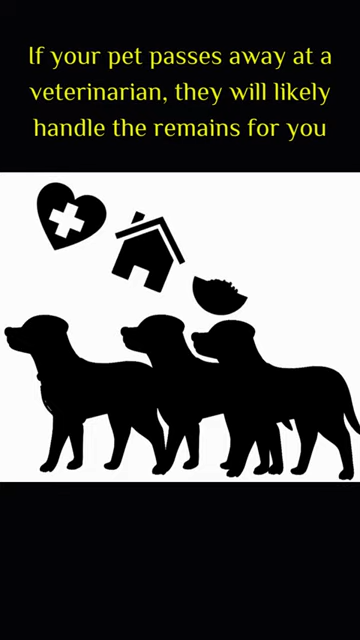 If your pet passes away at a
veterinarian, they will likely
handle the remains for you